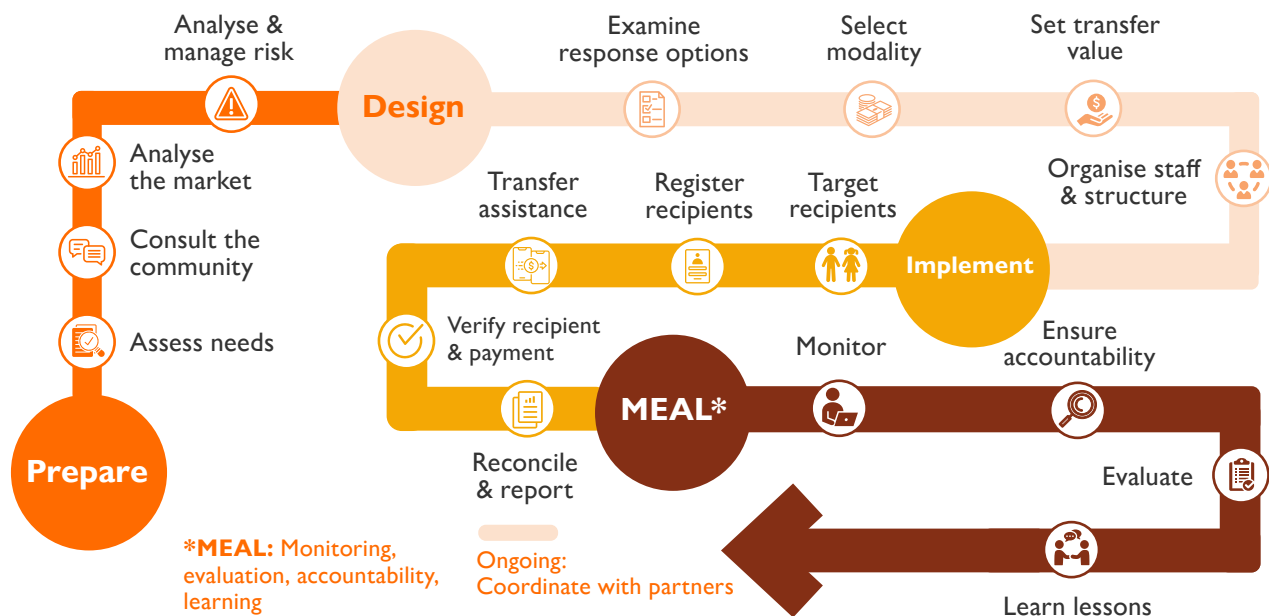 Prepare
Assess needs
Consult the
community
Analyse
the market
Analyse &
manage risk
Design
Examine
response options
Select
modality
Set transfer
value
Organise staff
& structure
Implement
Target
recipients
Register
recipients
Transfer
assistance
Verify recipient
& payment
Reconcile
& report
MEAL*
Monitor
Ensure
accountability
Evaluate
Learn lessons
*MEAL: Monitoring,
evaluation, accountability,
learning
Ongoing:
Coordinate with partners